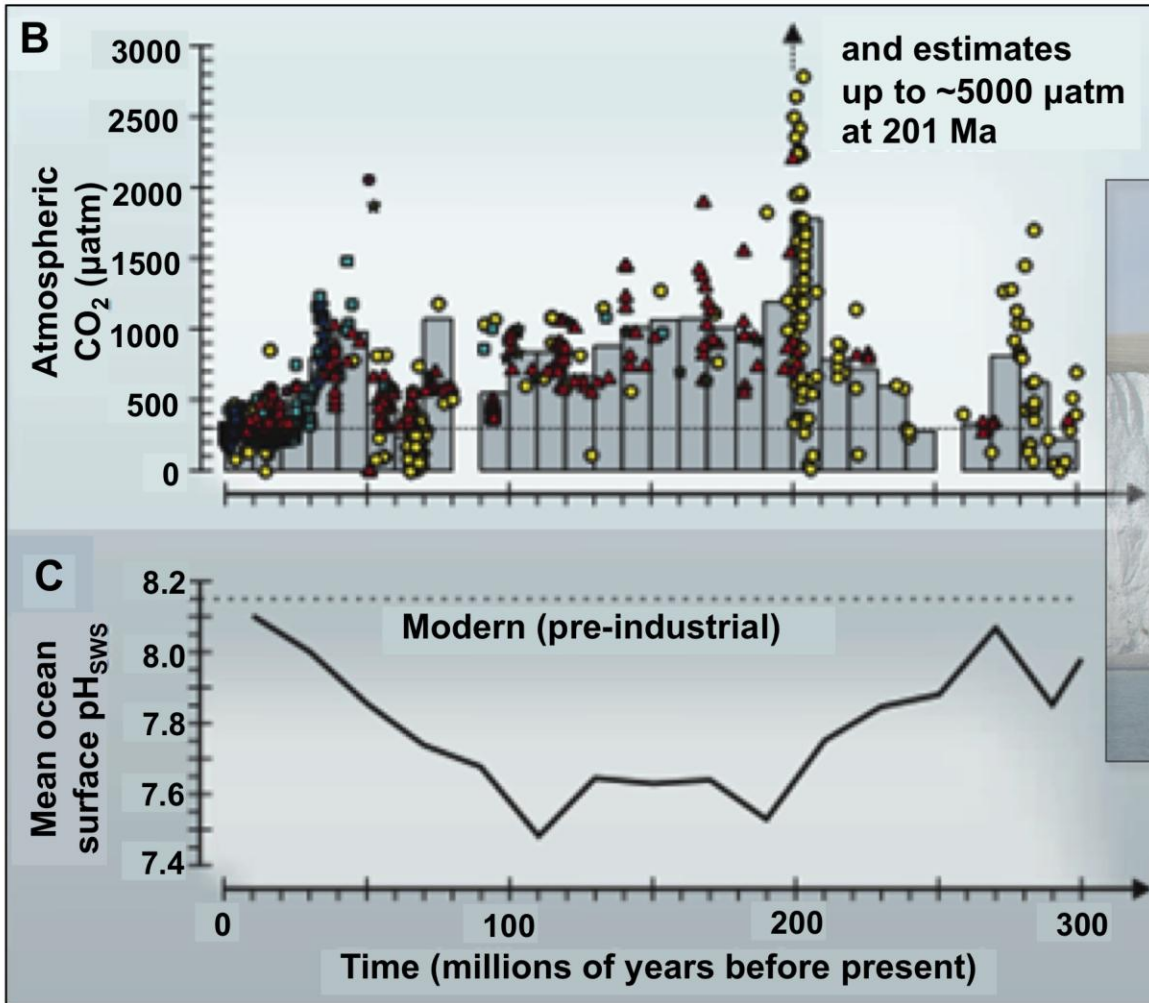 B
3000
2500
2000
1500
1000
500
0
Atmospheric
CO₂ (µatm)
and estimates
up to ~5000 µatm
at 201 Ma
C
8.2
8.0
7.8
7.6
7.4
Mean ocean
surface pH_SWS
Modern (pre-industrial)
0 100 200 300
Time (millions of years before present)